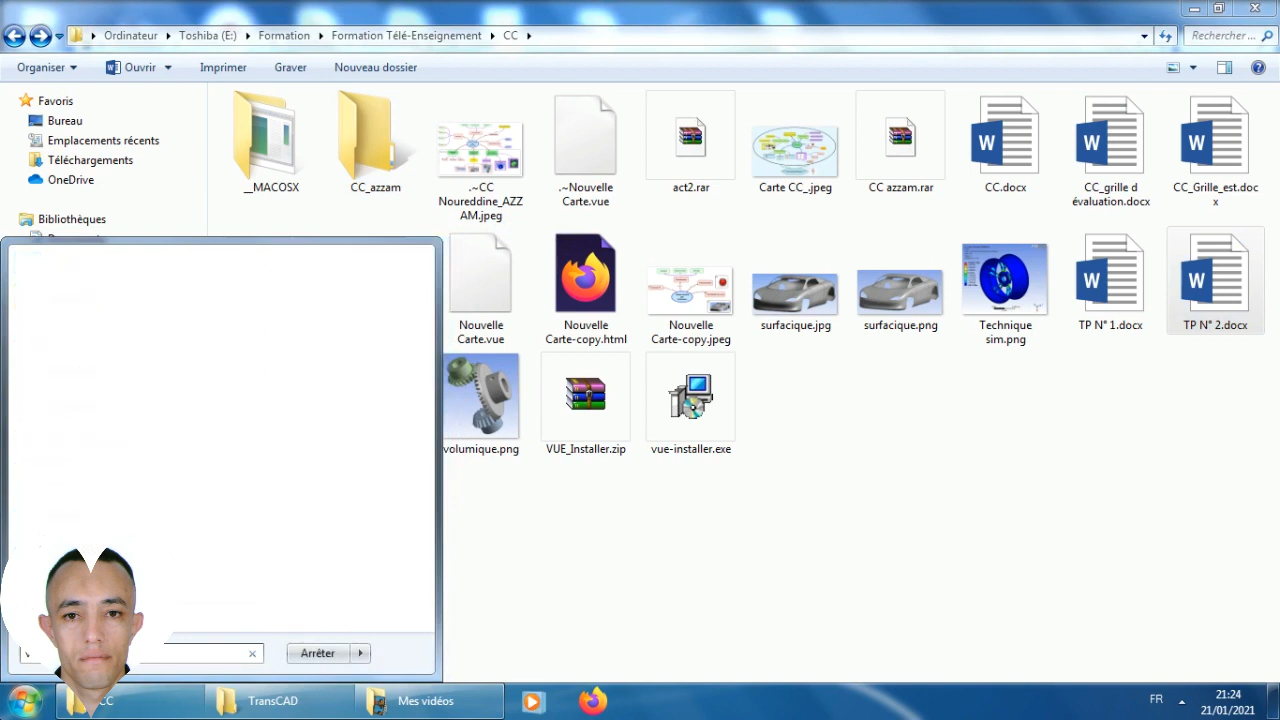 Ordinateur
Toshiba (E:)
Formation
Formation Télé-Enseignement
CC
Rechercher ...
Organiser
Ouvrir
Imprimer
Graver
Nouveau dossier
Favoris
Bureau
Emplacements récents
Téléchargements
OneDrive
Bibliothèques
__MACOSX
CC_azzam
.~CC
Noureddine_AZZ
AM.jpeg
.~Nouvelle
Carte.vue
act2.rar
Carte CC_.jpeg
CC azzam.rar
CC.docx
CC_grille d
évaluation.docx
CC_Grille_est.doc
x
Nouvelle
Carte.vue
Nouvelle
Carte-copy.html
Nouvelle
Carte-copy.jpeg
surfacique.jpg
surfacique.png
Technique
sim.png
TP N° 1.docx
TP N° 2.docx
volumique.png
VUE_Installer.zip
vue-installer.exe
Arrêter
CC
TransCAD
Mes vidéos
FR
21:24
21/01/2021